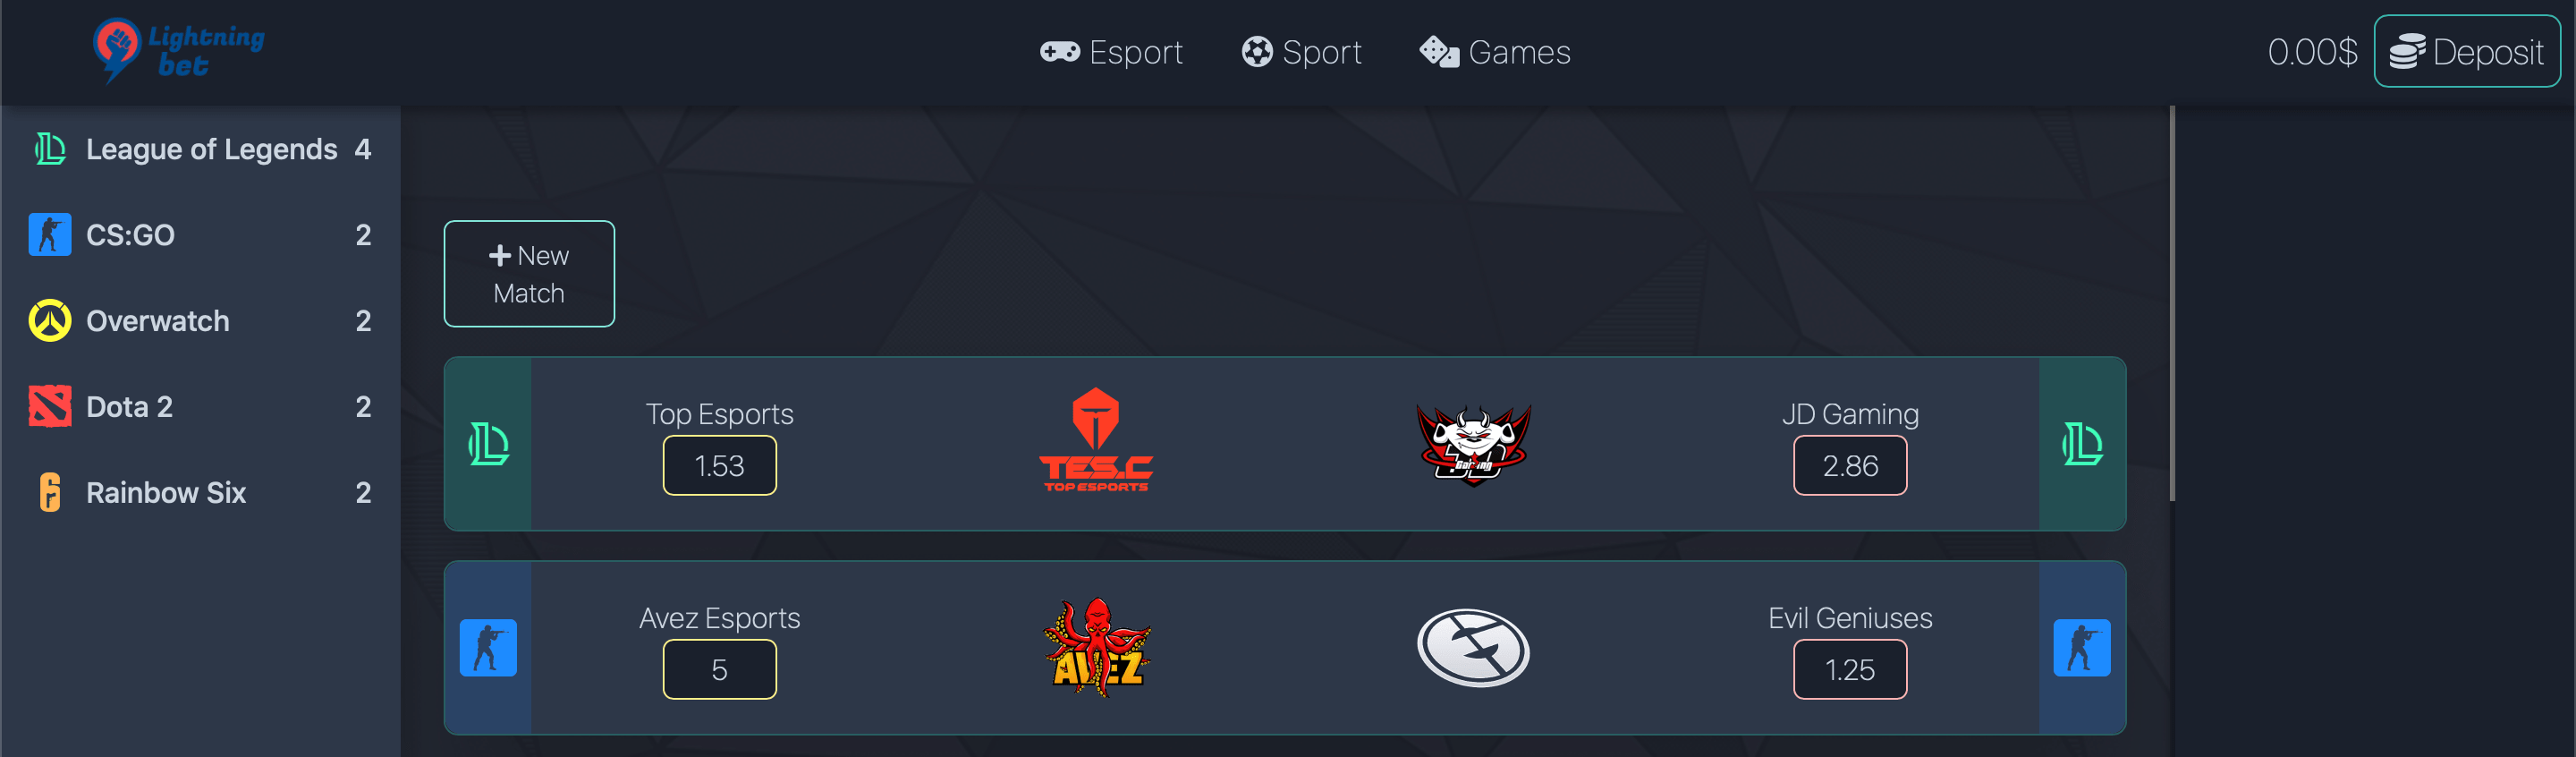 Lightning
bet
Esport
Sport
Games
0.00$
Deposit
League of Legends 4
CS:GO 2
Overwatch 2
Dota 2 2
Rainbow Six 2
New
Match
Top Esports
1.53
TES.C
TOP ESPORTS
JD
Gaming
JD Gaming
2.86
Avez Esports
5
AVEZ
Evil Geniuses
1.25